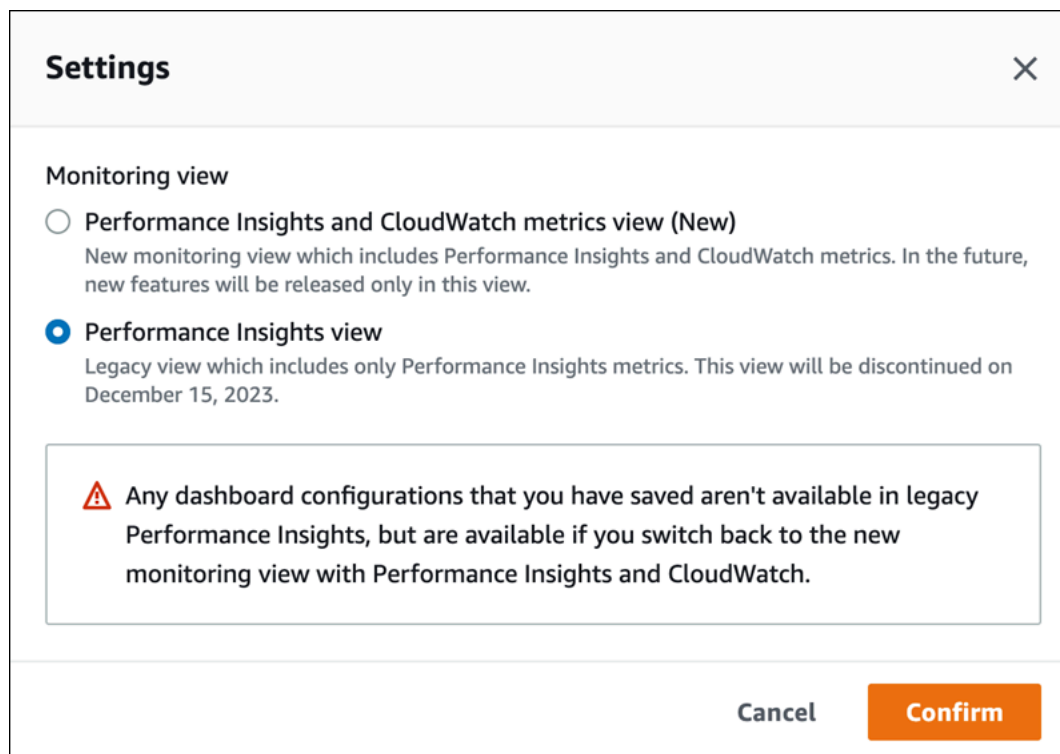 Settings
Monitoring view
Performance Insights and CloudWatch metrics view (New)
New monitoring view which includes Performance Insights and CloudWatch metrics. In the future,
new features will be released only in this view.
Performance Insights view
Legacy view which includes only Performance Insights metrics. This view will be discontinued on
December 15, 2023.
Any dashboard configurations that you have saved aren't available in legacy
Performance Insights, but are available if you switch back to the new
monitoring view with Performance Insights and CloudWatch.
Cancel
Confirm